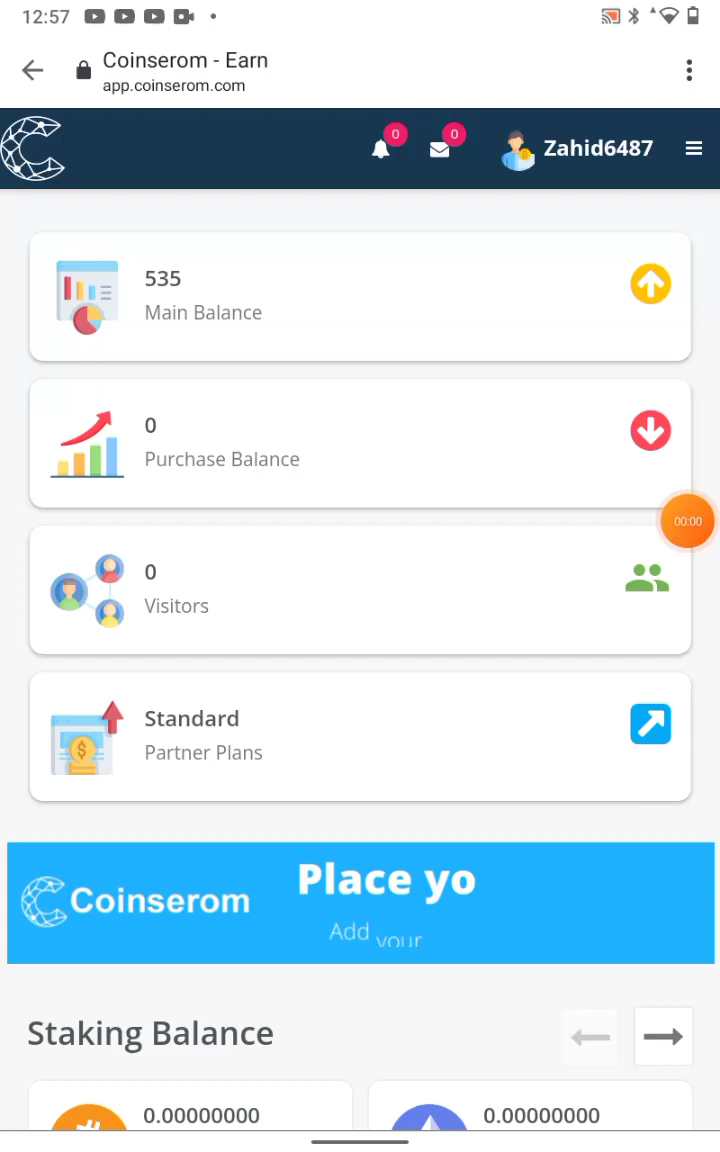 12:57
Coinserom - Earn
app.coinserom.com
0
0
Zahid6487
535
Main Balance
0
Purchase Balance
00:00
0
Visitors
Standard
Partner Plans
Coinserom
Place yo
Add your
Staking Balance
0.00000000
0.00000000